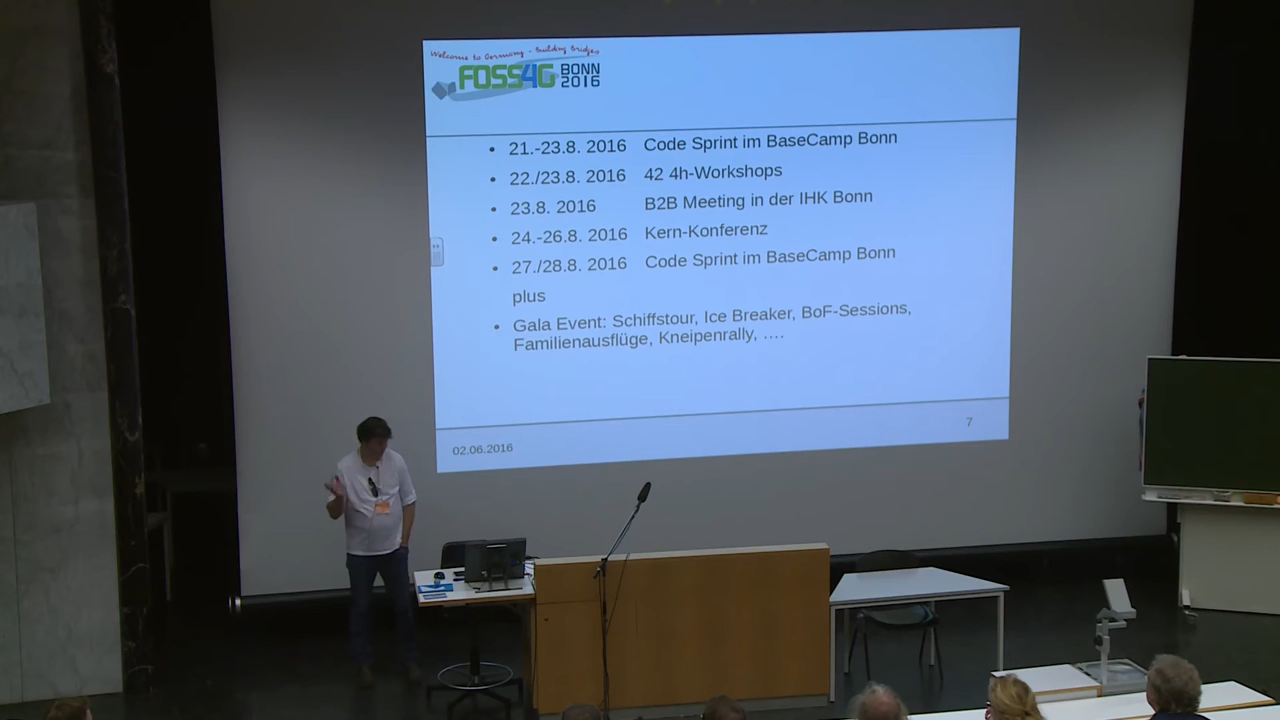 Welcome to Germany - Building Bridges
FOSS4G BONN 2016
• 21.-23.8. 2016 Code Sprint im BaseCamp Bonn
• 22./23.8. 2016 42 4h-Workshops
• 23.8. 2016 B2B Meeting in der IHK Bonn
• 24.-26.8. 2016 Kern-Konferenz
• 27./28.8. 2016 Code Sprint im BaseCamp Bonn
plus
• Gala Event: Schiffstour, Ice Breaker, BoF-Sessions,
Familienausflüge, Kneipenrally, ....
02.06.2016
7